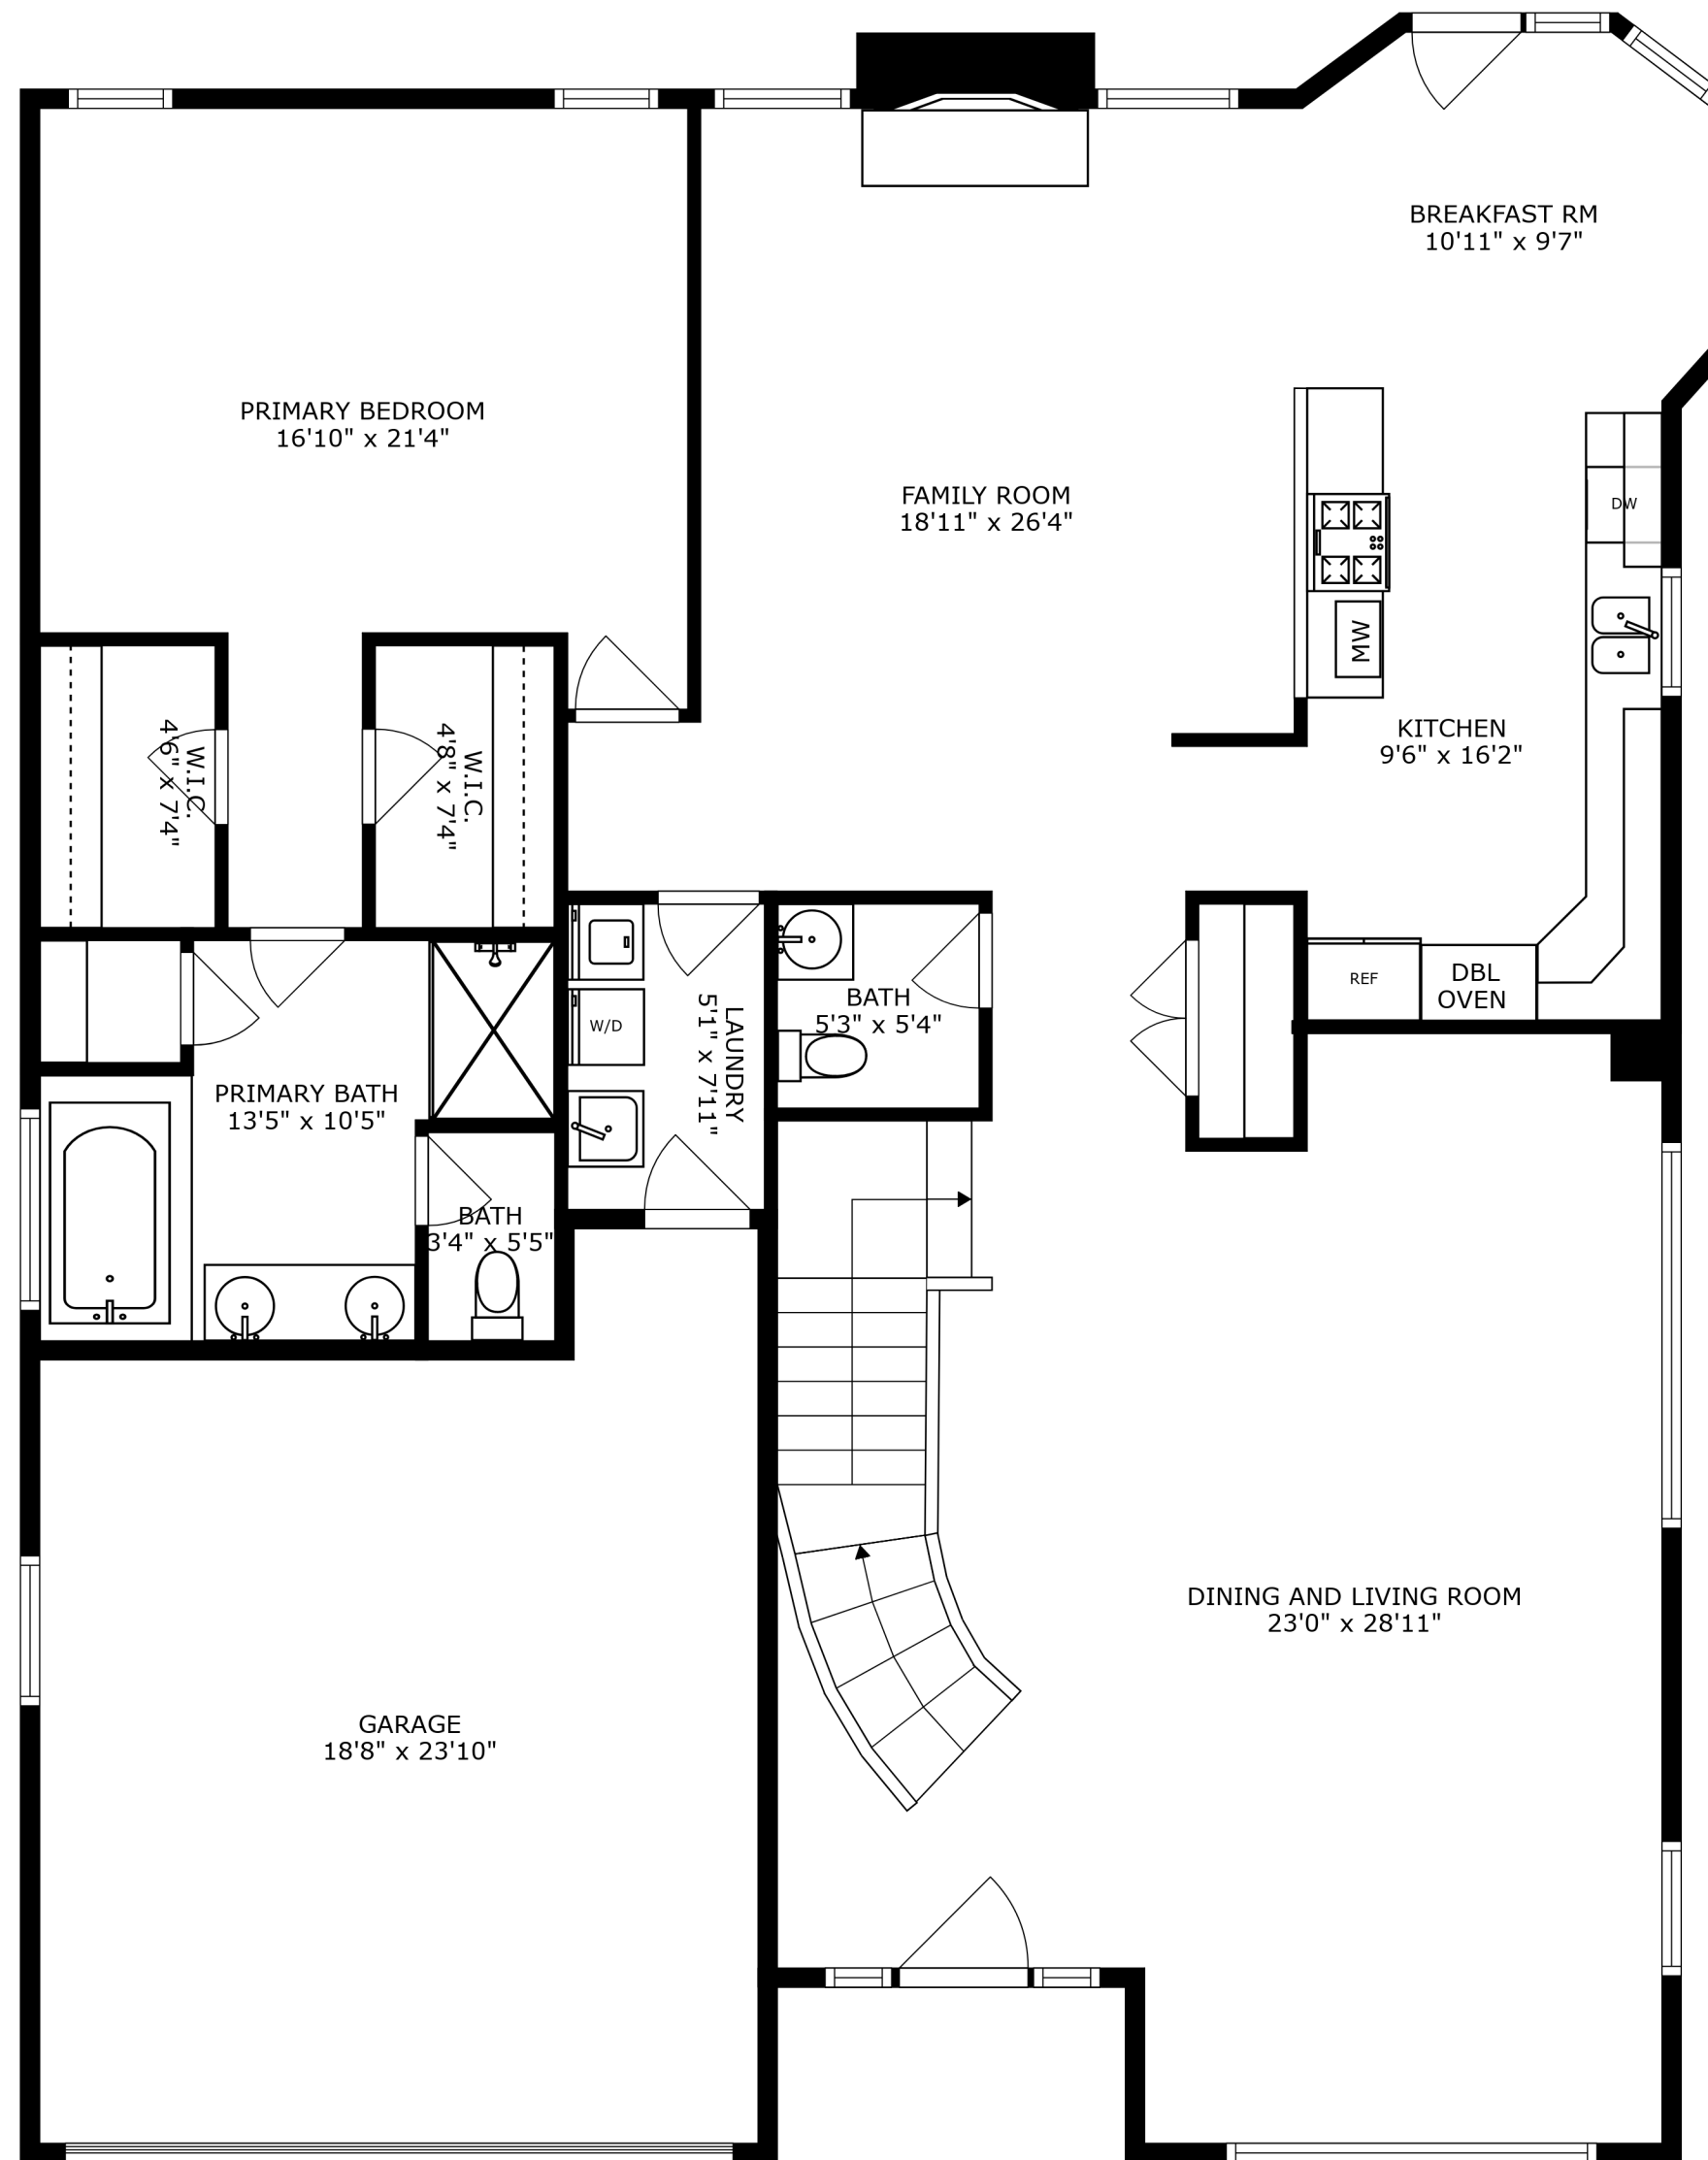 BREAKFAST RM
10'11" x 9'7"
PRIMARY BEDROOM
16'10" x 21'4"
FAMILY ROOM
18'11" x 26'4"
DW
MW
KITCHEN
9'6" x 16'2"
W.I.C.
4'6" x 7'4"
W.I.C.
4'8" x 7'4"
REF
DBL
OVEN
W/D
LAUNDRY
5'1" x 7'11"
BATH
5'3" x 5'4"
PRIMARY BATH
13'5" x 10'5"
BATH
3'4" x 5'5"
DINING AND LIVING ROOM
23'0" x 28'11"
GARAGE
18'8" x 23'10"